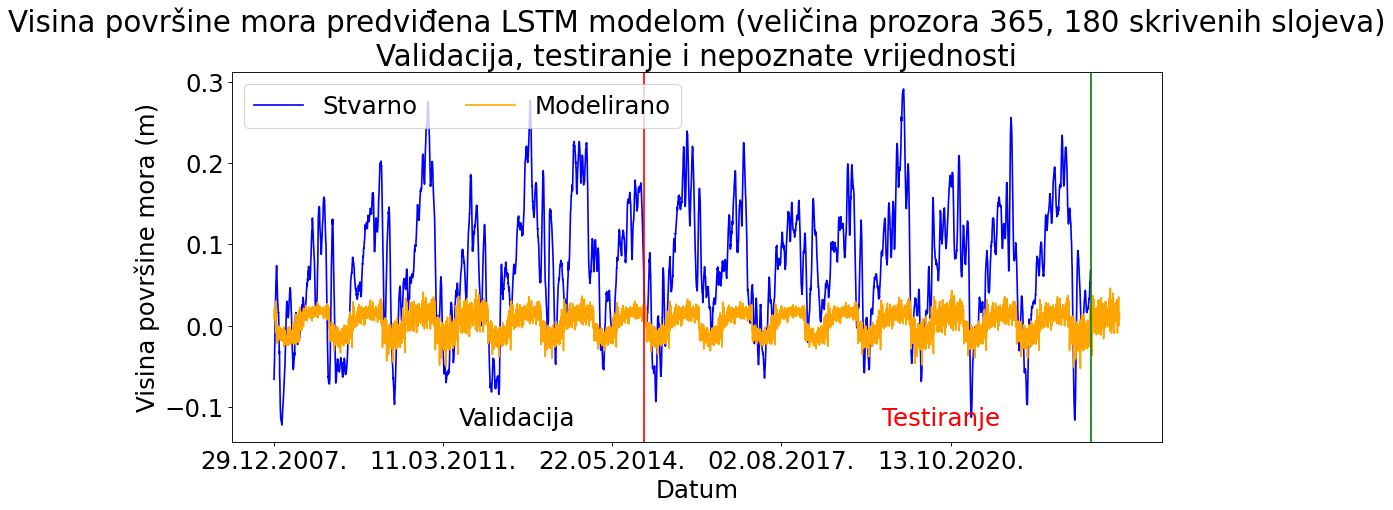 Visina površine mora predviđena LSTM modelom (veličina prozora 365, 180 skrivenih slojeva)
Validacija, testiranje i nepoznate vrijednosti
Stvarno
Modelirano
Visina površine mora (m)
0.3
0.2
0.1
0.0
−0.1
Validacija
Testiranje
29.12.2007.
11.03.2011.
22.05.2014.
02.08.2017.
13.10.2020.
Datum